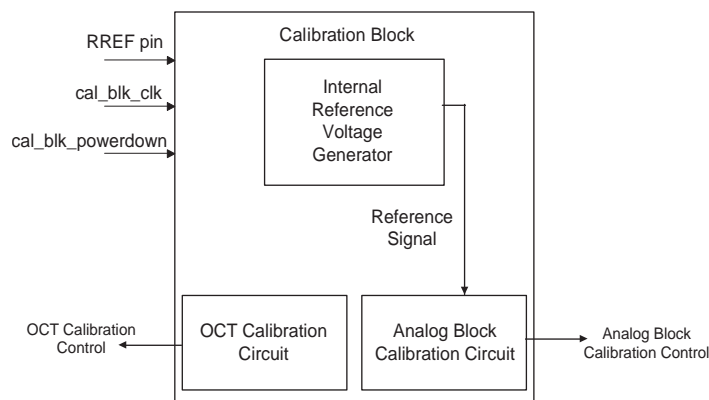 Calibration Block
RREF pin
cal_blk_clk
cal_blk_powerdown
Internal
Reference
Voltage
Generator
Reference
Signal
OCT Calibration
Control
OCT Calibration
Circuit
Analog Block
Calibration Circuit
Analog Block
Calibration Control